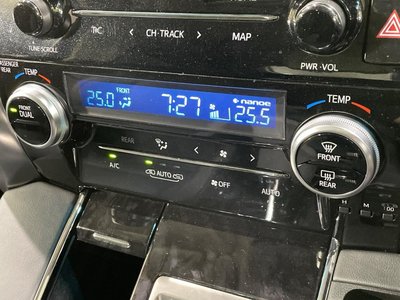 T/C
CH·TRACK
MAP
TUNE·SCROLL
PWR·VOL
PASSENGER
REAR
TEMP
TEMP
FRONT
25.0
7:27
nanoe
25.5
FRONT
DUAL
REAR
A/C
AUTO
OFF
AUTO
FRONT
REAR
H
M
:00